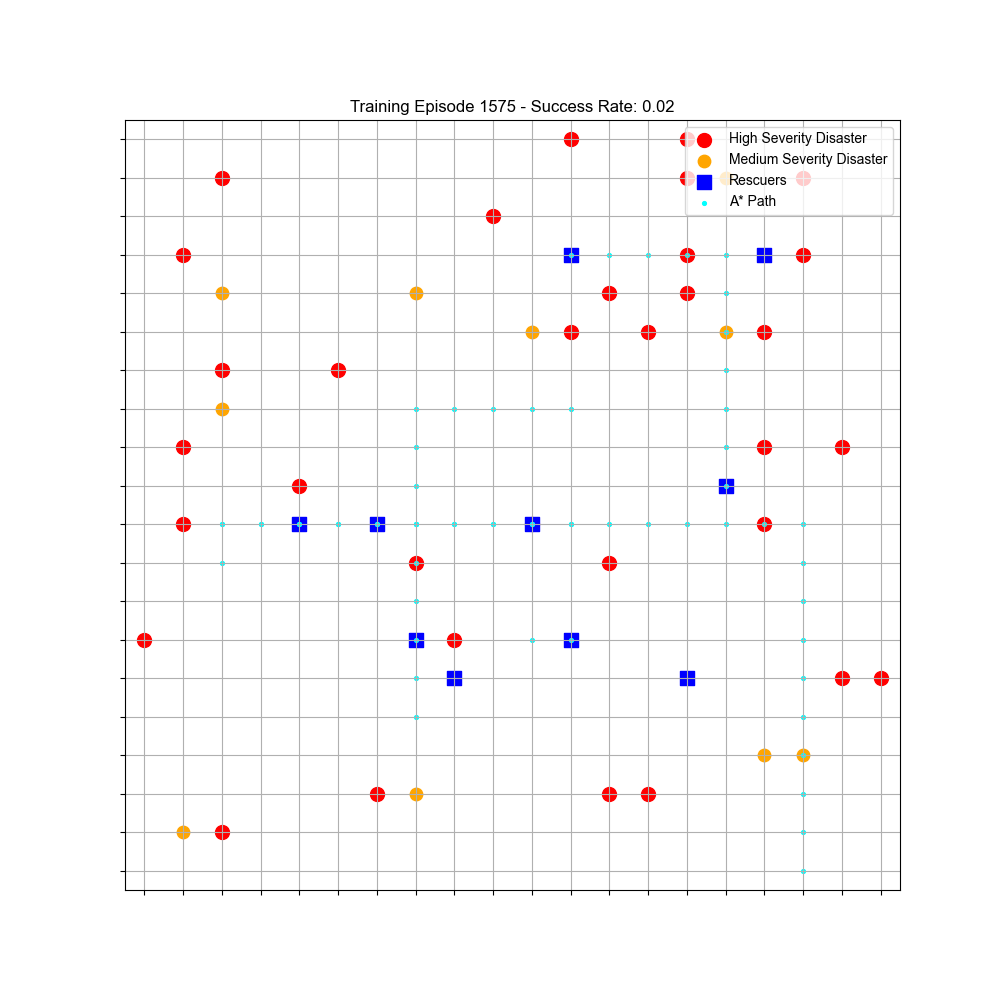 Training Episode 1575 - Success Rate: 0.02
High Severity Disaster
Medium Severity Disaster
Rescuers
A* Path